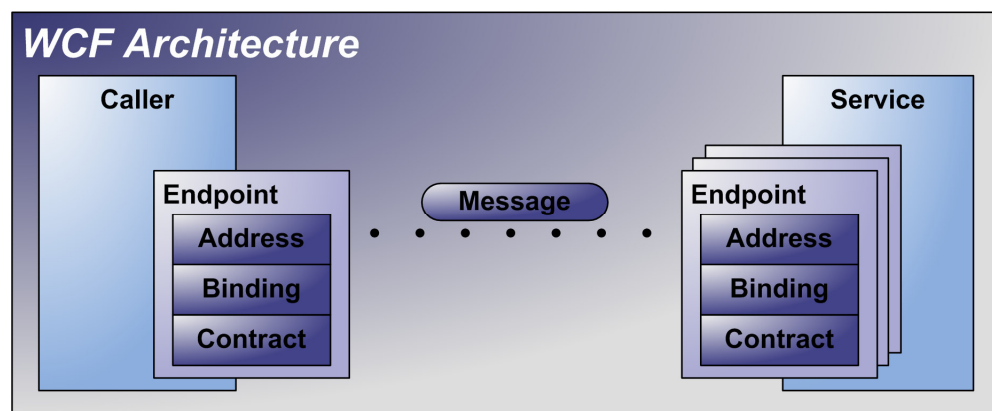 WCF Architecture
Caller
Service
Endpoint
Address
Binding
Contract
Message
Endpoint
Address
Binding
Contract